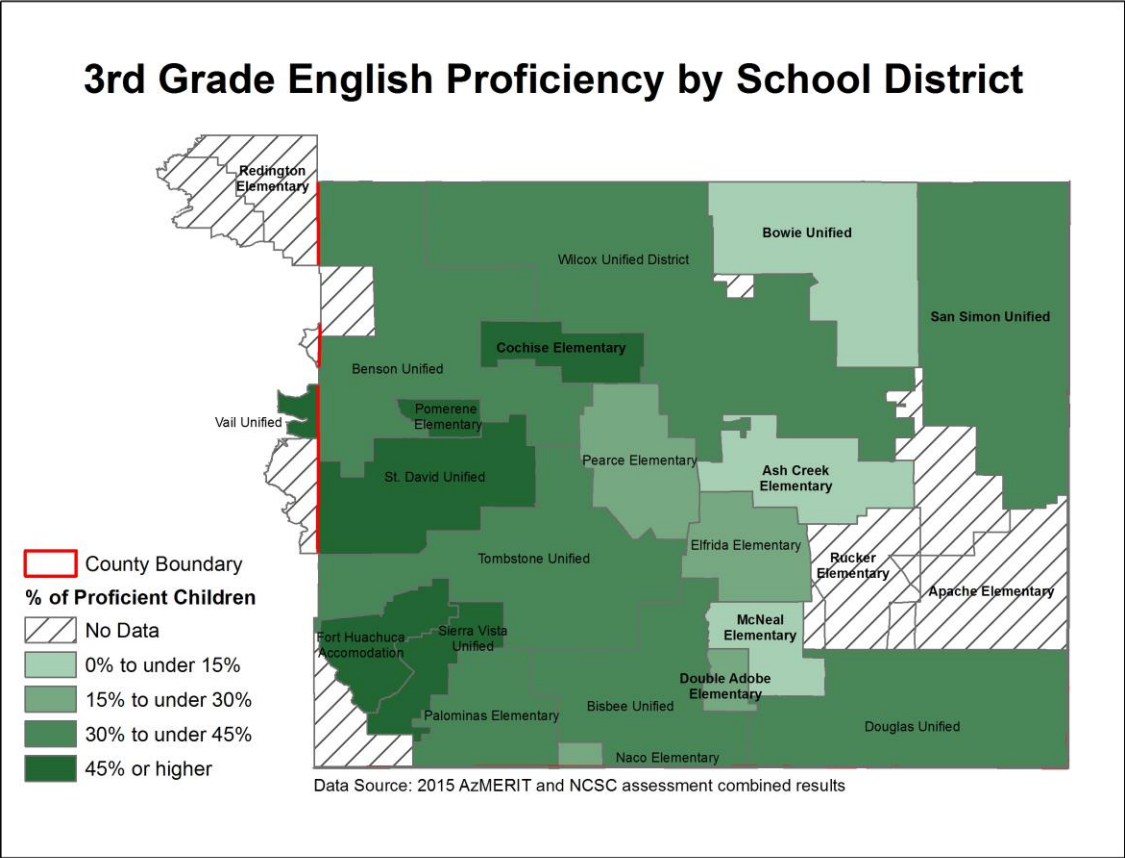 3rd Grade English Proficiency by School District
Redington
Elementary
Bowie Unified
Wilcox Unified District
San Simon Unified
Cochise Elementary
Benson Unified
Pomerene
Elementary
Vail Unified
Pearce Elementary
Ash Creek
Elementary
St. David Unified
Elfrida Elementary
Tombstone Unified
Rucker
Elementary
Apache Elementary
McNeal
Elementary
Fort Huachuca
Accomodation
Sierra Vista
Unified
Double Adobe
Elementary
Bisbee Unified
Palominas Elementary
Douglas Unified
Naco Elementary
County Boundary
% of Proficient Children
No Data
0% to under 15%
15% to under 30%
30% to under 45%
45% or higher
Data Source: 2015 AzMERIT and NCSC assessment combined results